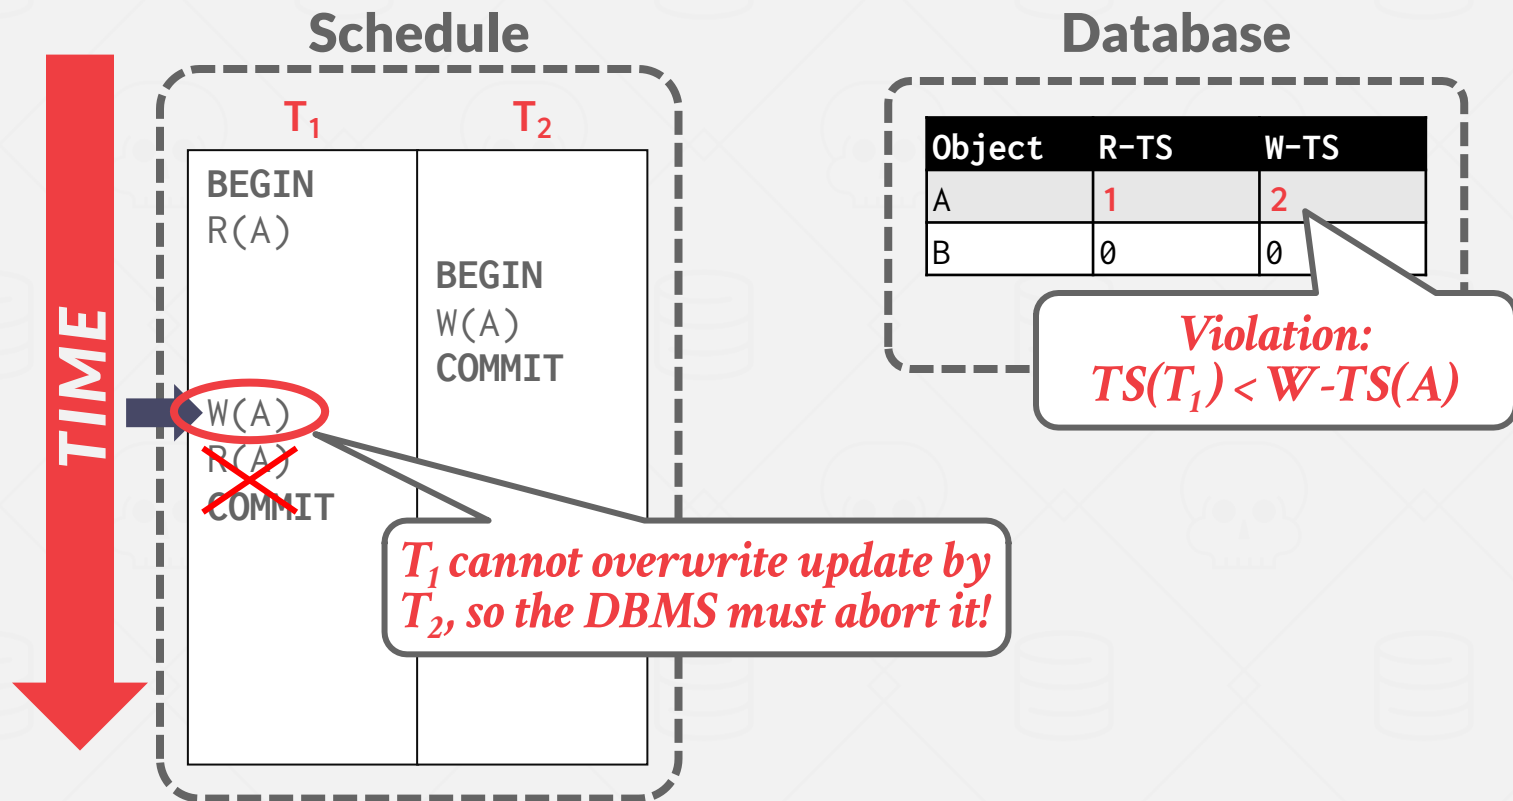 Schedule
T₁ T₂
BEGIN
R(A)
BEGIN
W(A)
COMMIT
W(A)
R(A)
COMMIT
TIME
T₁ cannot overwrite update by
T₂, so the DBMS must abort it!
Database
Object R-TS W-TS
A 1 2
B 0 0
Violation:
TS(T₁) < W-TS(A)